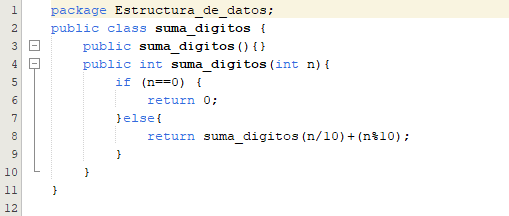 1 package Estructura_de_datos;
2 public class suma_digitos {
3 public suma_digitos(){}
4 public int suma_digitos(int n){
5 if (n==0) {
6 return 0;
7 }else{
8 return suma_digitos(n/10)+(n%10);
9 }
10 }
11 }
12